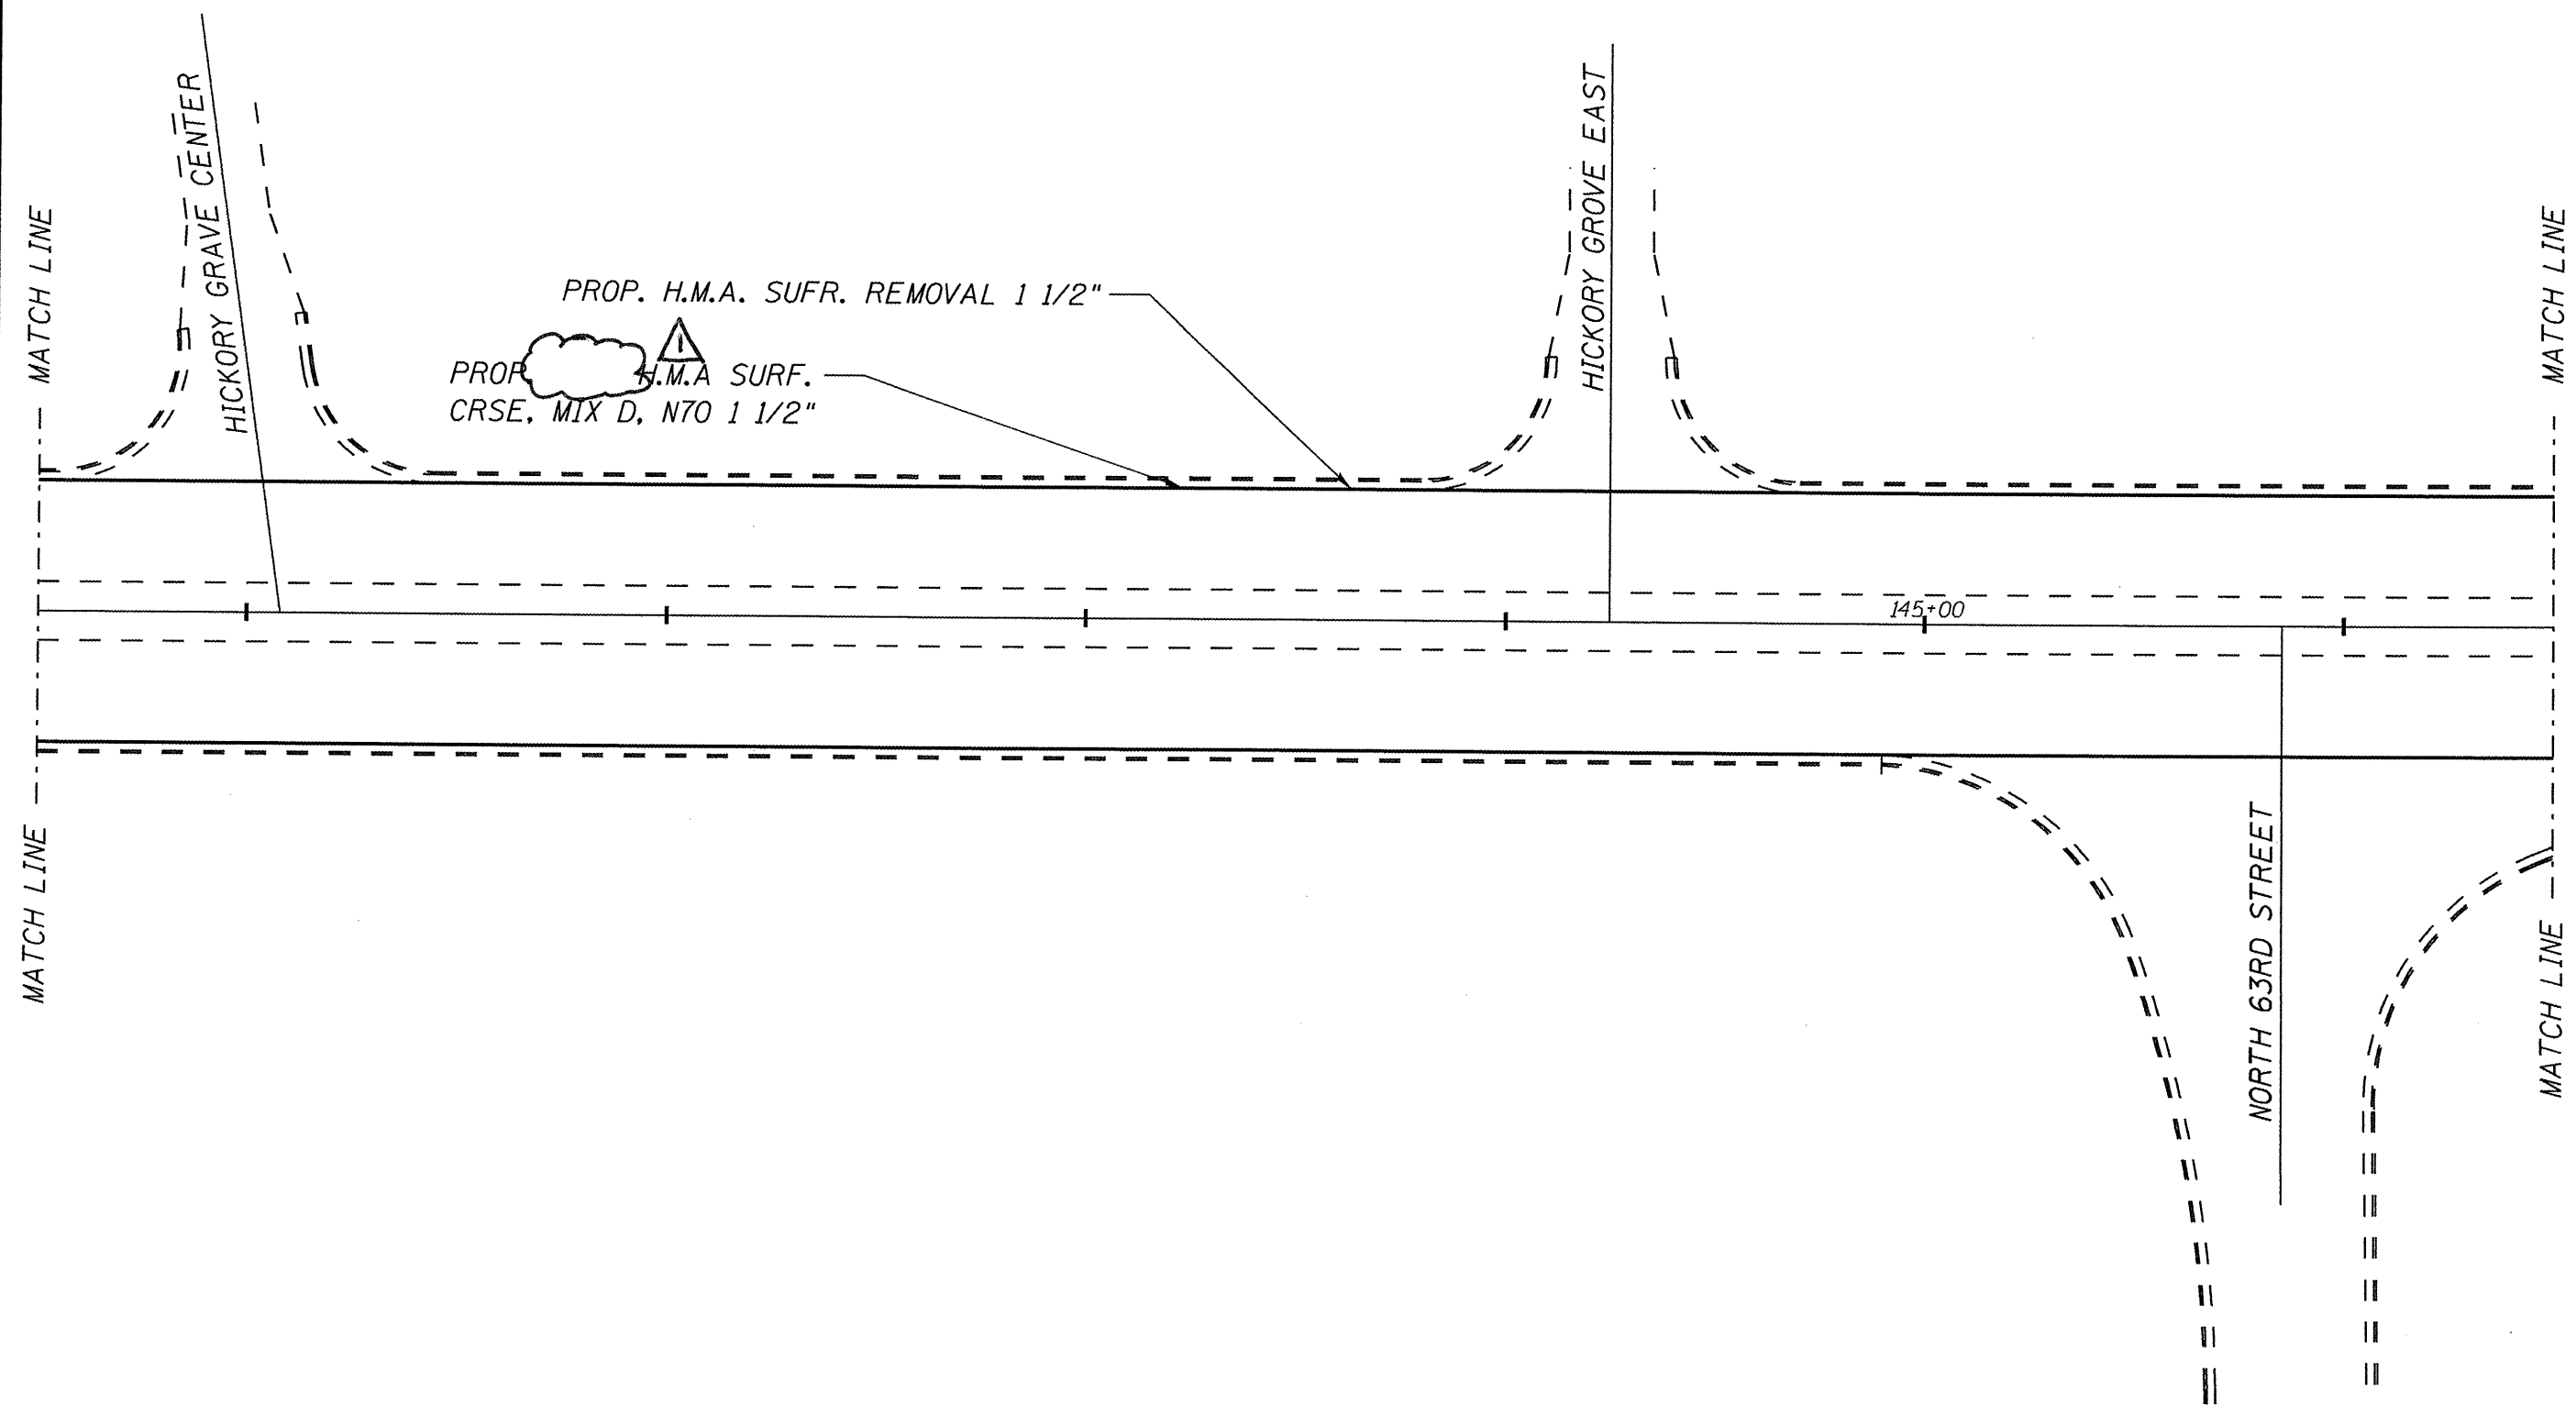 HICKORY GRAVE CENTER
HICKORY GROVE EAST
MATCH LINE
MATCH LINE
PROP. H.M.A. SUFR. REMOVAL 1 1/2"
1
PROP H.M.A SURF.
CRSE, MIX D, N70 1 1/2"
145+00
MATCH LINE
NORTH 63RD STREET
MATCH LINE